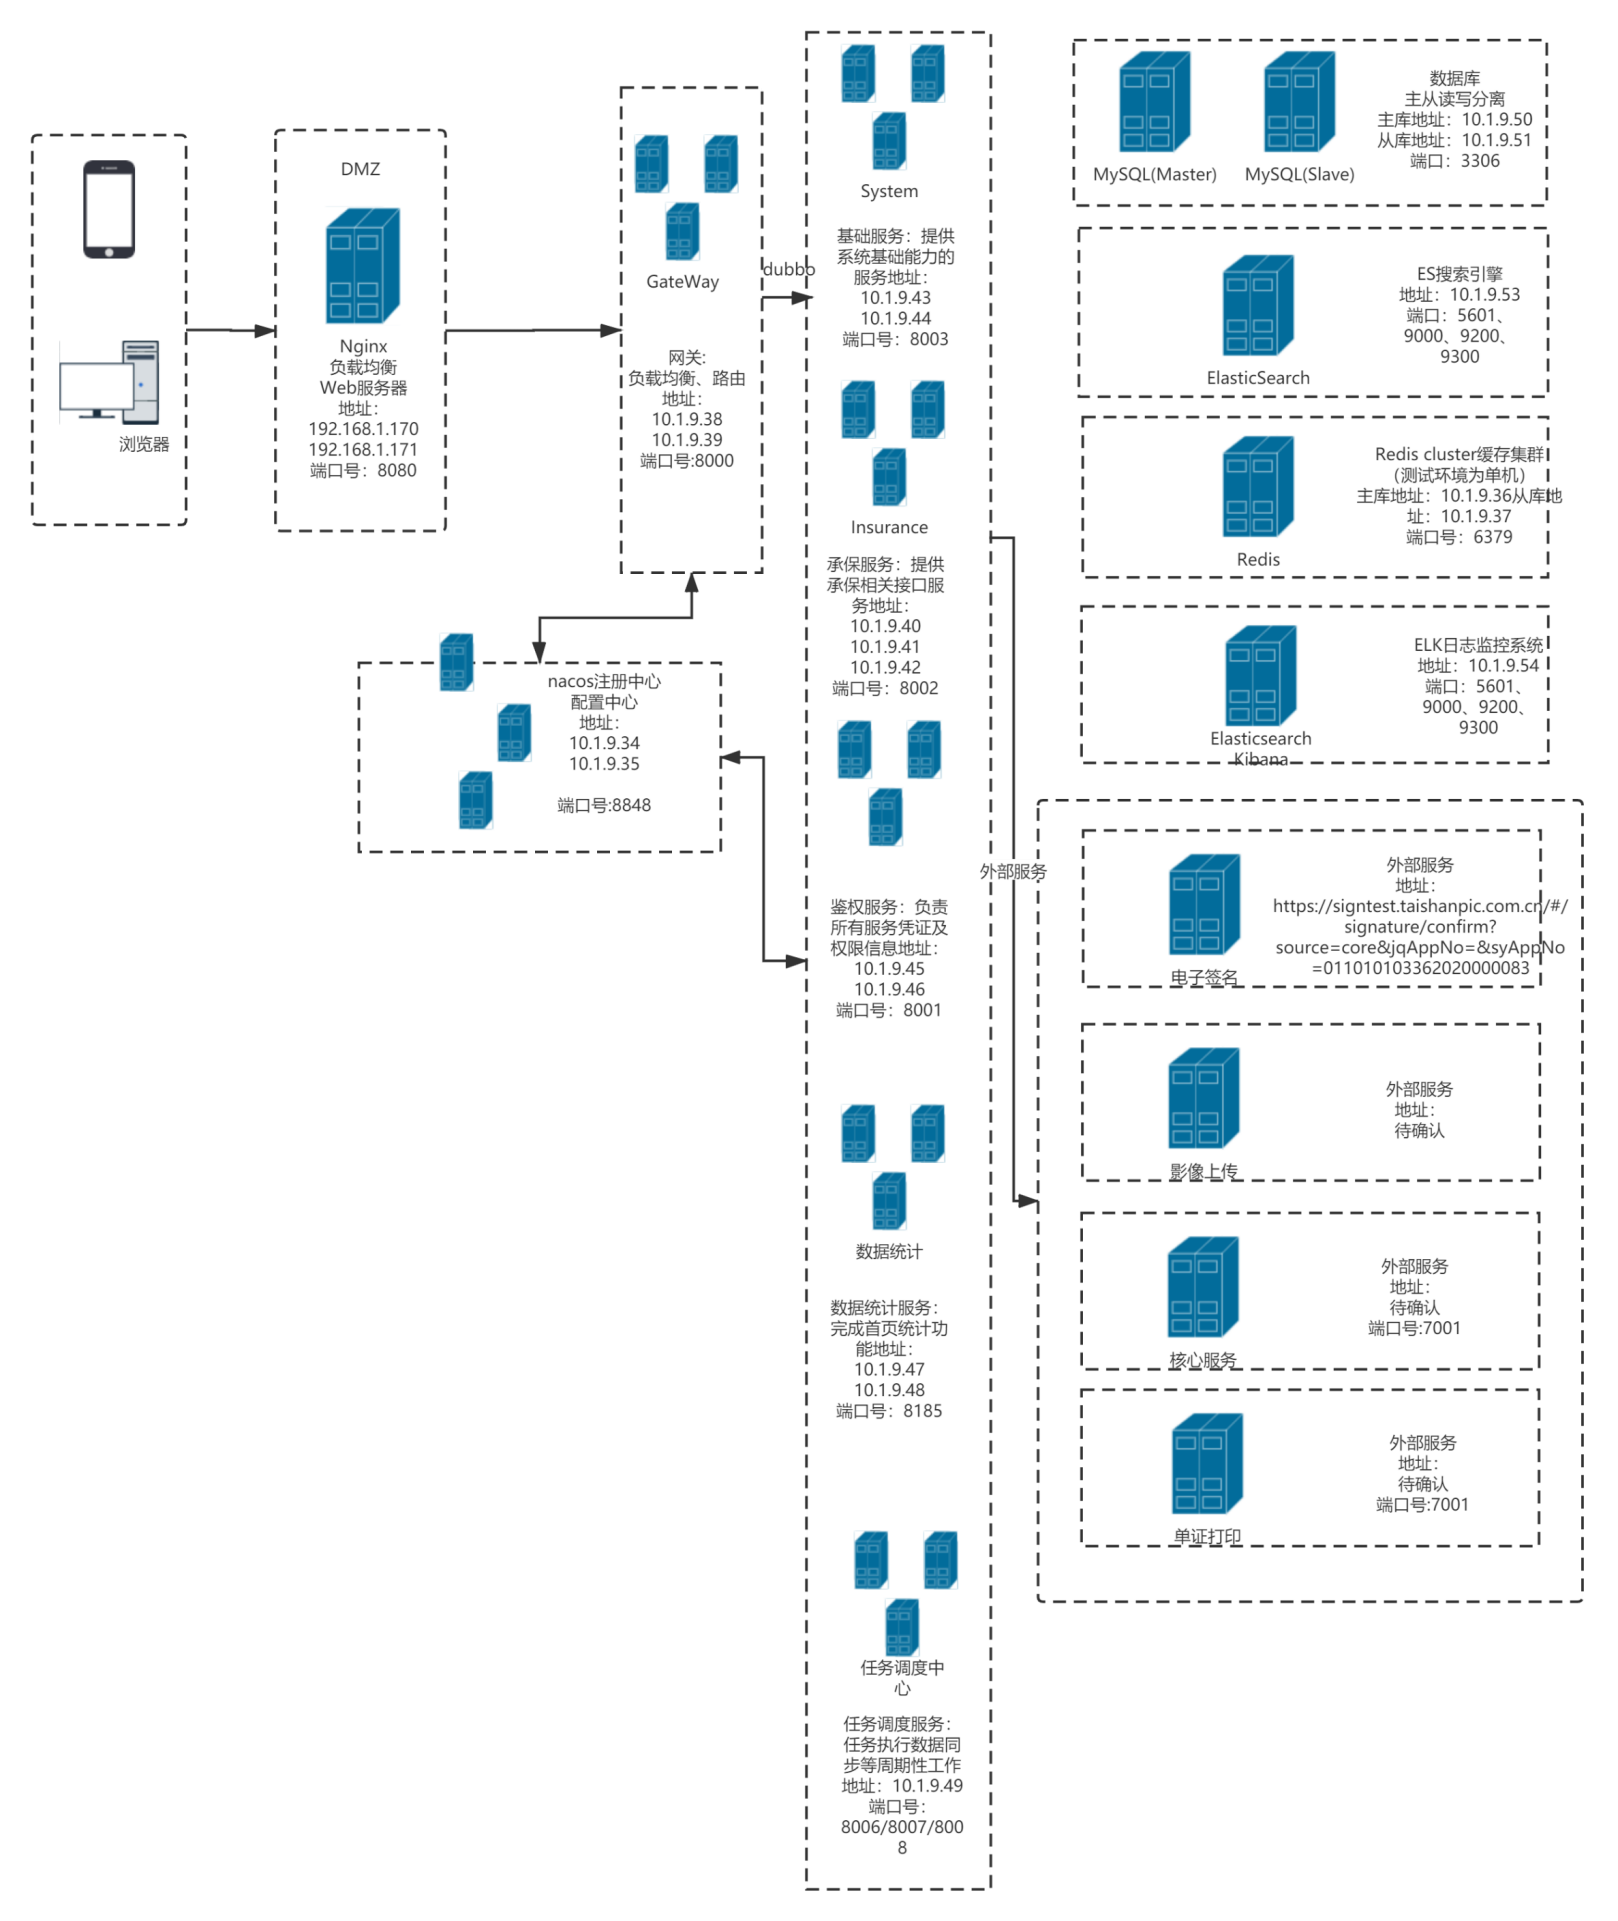 浏览器
DMZ
Nginx
负载均衡
Web服务器
地址：
192.168.1.170
192.168.1.171
端口号：8080
GateWay
网关:
负载均衡、路由
地址：
10.1.9.38
10.1.9.39
端口号:8000
dubbo
nacos注册中心
配置中心
地址：
10.1.9.34
10.1.9.35
端口号:8848
System
基础服务：提供
系统基础能力的
服务地址：
10.1.9.43
10.1.9.44
端口号：8003
Insurance
承保服务：提供
承保相关接口服
务地址：
10.1.9.40
10.1.9.41
10.1.9.42
端口号：8002
鉴权服务：负责
所有服务凭证及
权限信息地址：
10.1.9.45
10.1.9.46
端口号：8001
数据统计
数据统计服务：
完成首页统计功
能地址：
10.1.9.47
10.1.9.48
端口号：8185
任务调度中
心
任务调度服务：
任务执行数据同
步等周期性工作
地址：10.1.9.49
端口号：
8006/8007/800
8
外部服务
MySQL(Master)
MySQL(Slave)
数据库
主从读写分离
主库地址：10.1.9.50
从库地址：10.1.9.51
端口：3306
ElasticSearch
ES搜索引擎
地址：10.1.9.53
端口：5601、
9000、9200、
9300
Redis
Redis cluster缓存集群
（测试环境为单机）
主库地址：10.1.9.36从库地
址：10.1.9.37
端口号：6379
Elasticsearch
Kibana
ELK日志监控系统
地址：10.1.9.54
端口：5601、
9000、9200、
9300
电子签名
外部服务
地址：
https://signtest.taishanpic.com.cn/#/
signature/confirm?
source=core&jqAppNo=&syAppNo
=011010103362020000083
影像上传
外部服务
地址：
待确认
核心服务
外部服务
地址：
待确认
端口号:7001
单证打印
外部服务
地址：
待确认
端口号:7001